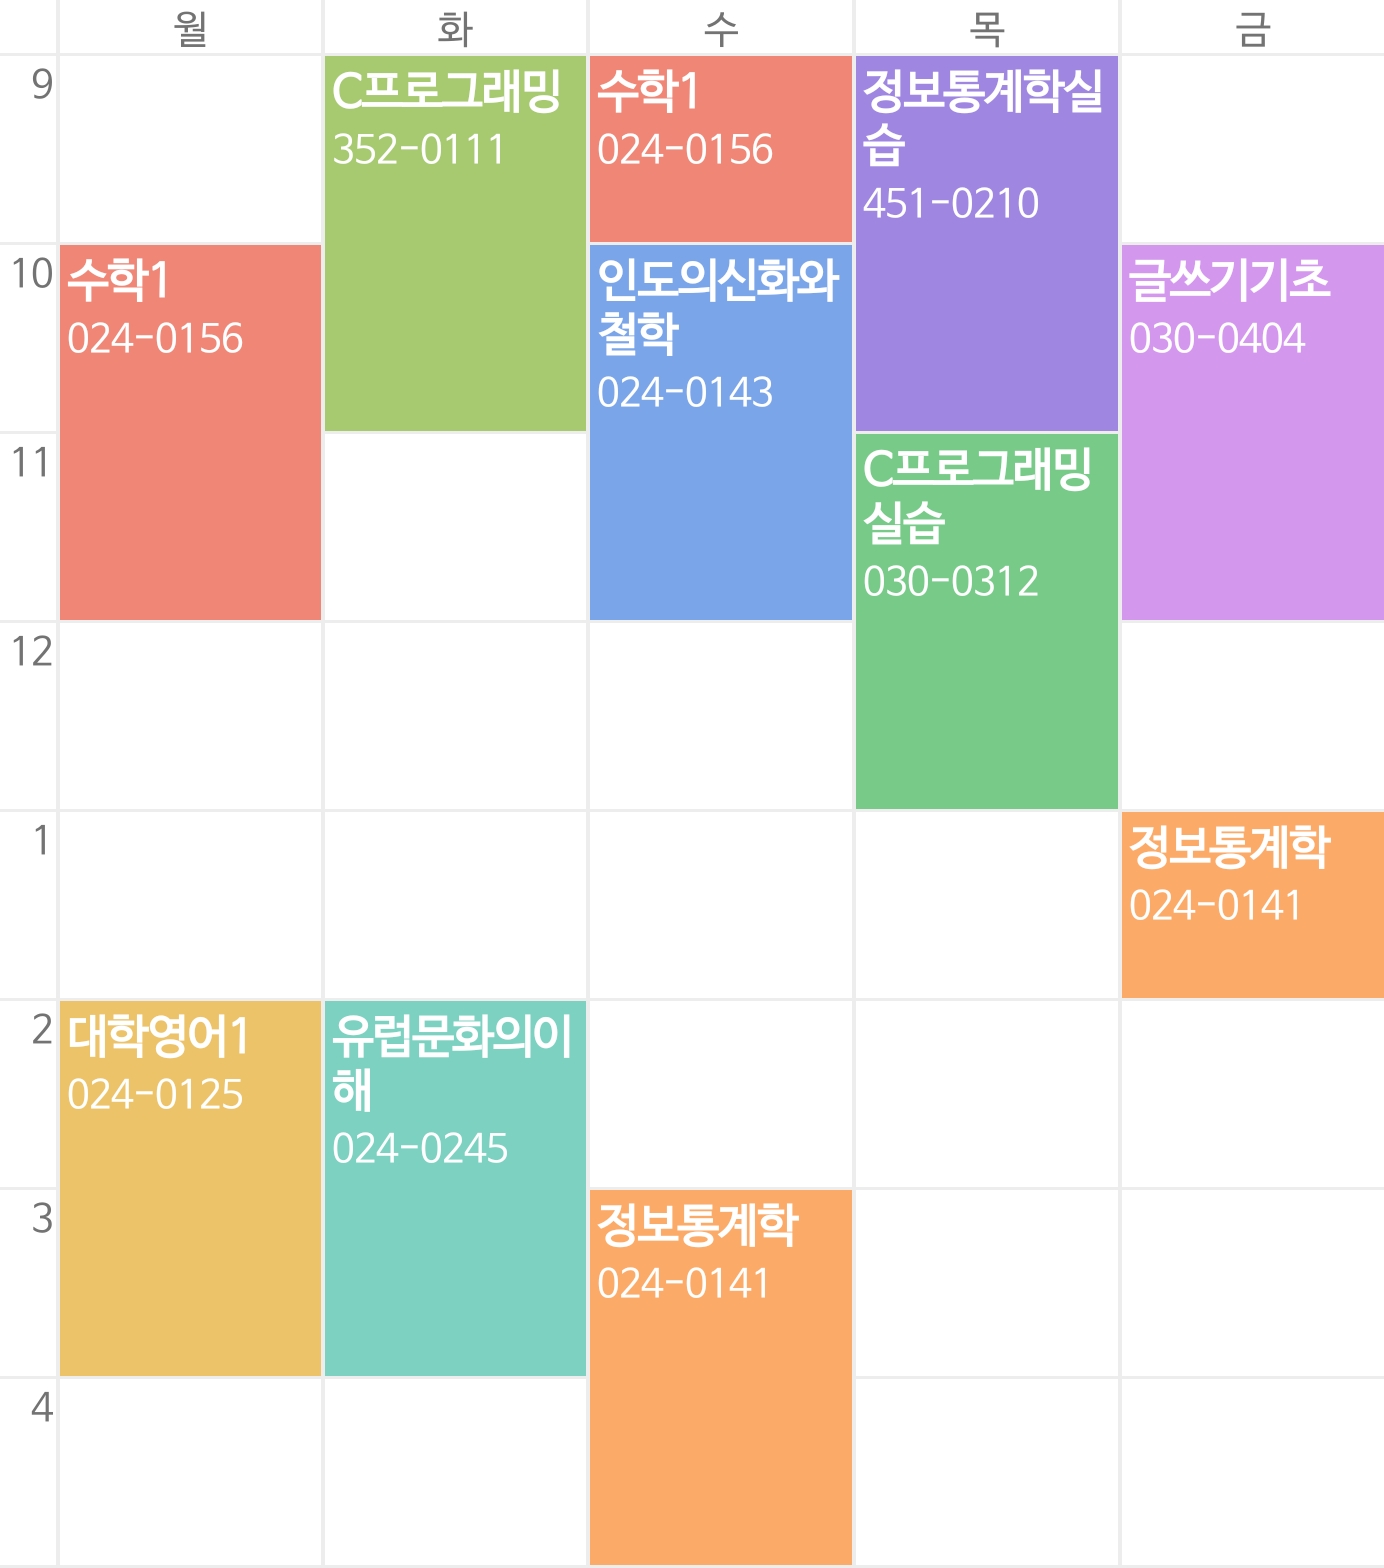 월 화 수 목 금
9
C프로그래밍
352-0111
수학1
024-0156
정보통계학실
습
451-0210
10
수학1
024-0156
인도의신화와
철학
024-0143
글쓰기기초
030-0404
11
C프로그래밍
실습
030-0312
12
1
정보통계학
024-0141
2
대학영어1
024-0125
유럽문화의이
해
024-0245
3
정보통계학
024-0141
4